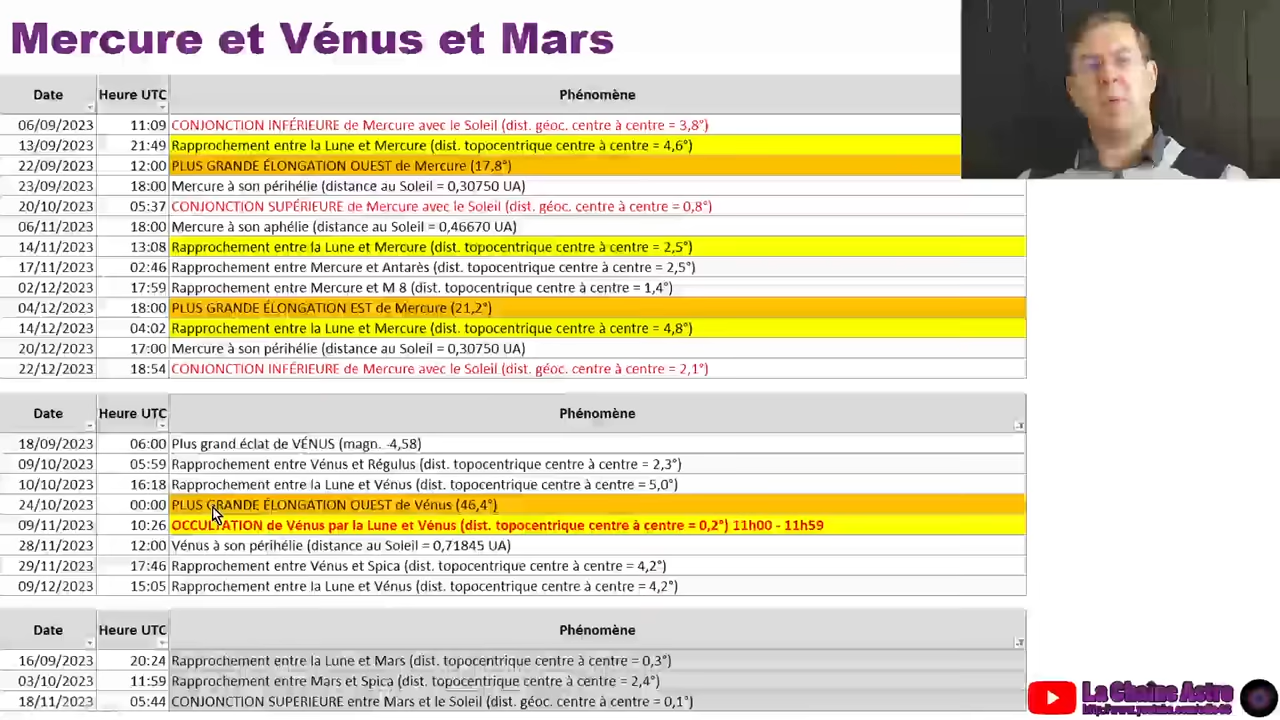 Mercure et Vénus et Mars
Date Heure UTC Phénomène
06/09/2023 11:09 CONJONCTION INFÉRIEURE de Mercure avec le Soleil (dist. géoc. centre à centre = 3,8°)
13/09/2023 21:49 Rapprochement entre la Lune et Mercure (dist. topocentrique centre à centre = 4,6°)
22/09/2023 12:00 PLUS GRANDE ÉLONGATION OUEST de Mercure (17,8°)
23/09/2023 18:00 Mercure à son périhélie (distance au Soleil = 0,30750 UA)
20/10/2023 05:37 CONJONCTION SUPÉRIEURE de Mercure avec le Soleil (dist. géoc. centre à centre = 0,8°)
06/11/2023 18:00 Mercure à son aphélie (distance au Soleil = 0,46670 UA)
14/11/2023 13:08 Rapprochement entre la Lune et Mercure (dist. topocentrique centre à centre = 2,5°)
17/11/2023 02:46 Rapprochement entre Mercure et Antarès (dist. topocentrique centre à centre = 2,5°)
02/12/2023 17:59 Rapprochement entre Mercure et M 8 (dist. topocentrique centre à centre = 1,4°)
04/12/2023 18:00 PLUS GRANDE ÉLONGATION EST de Mercure (21,2°)
14/12/2023 04:02 Rapprochement entre la Lune et Mercure (dist. topocentrique centre à centre = 4,8°)
20/12/2023 17:00 Mercure à son périhélie (distance au Soleil = 0,30750 UA)
22/12/2023 18:54 CONJONCTION INFÉRIEURE de Mercure avec le Soleil (dist. géoc. centre à centre = 2,1°)
Date Heure UTC Phénomène
18/09/2023 06:00 Plus grand éclat de VÉNUS (magn. -4,58)
09/10/2023 05:59 Rapprochement entre Vénus et Régulus (dist. topocentrique centre à centre = 2,3°)
10/10/2023 16:18 Rapprochement entre la Lune et Vénus (dist. topocentrique centre à centre = 5,0°)
24/10/2023 00:00 PLUS GRANDE ÉLONGATION OUEST de Vénus (46,4°)
09/11/2023 10:26 OCCULTATION de Vénus par la Lune et Vénus (dist. topocentrique centre à centre = 0,2°) 11h00 - 11h59
28/11/2023 12:00 Vénus à son périhélie (distance au Soleil = 0,71845 UA)
29/11/2023 17:46 Rapprochement entre Vénus et Spica (dist. topocentrique centre à centre = 4,2°)
09/12/2023 15:05 Rapprochement entre la Lune et Vénus (dist. topocentrique centre à centre = 4,2°)
Date Heure UTC Phénomène
16/09/2023 20:24 Rapprochement entre la Lune et Mars (dist. topocentrique centre à centre = 0,3°)
03/10/2023 11:59 Rapprochement entre Mars et Spica (dist. topocentrique centre à centre = 2,4°)
18/11/2023 05:44 CONJONCTION SUPERIEURE entre Mars et le Soleil (dist. géoc. centre à centre = 0,1°)
La Chaine Astro